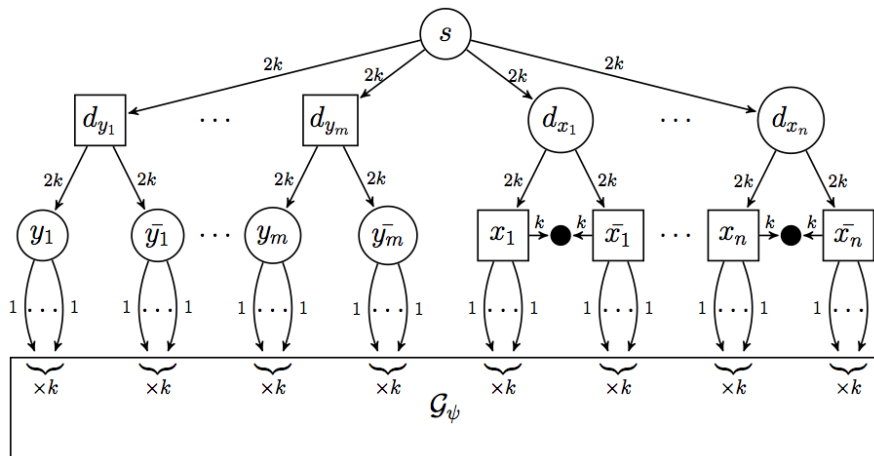 s
2k 2k 2k 2k
d_{y_1} ... d_{y_m} d_{x_1} ... d_{x_n}
2k 2k 2k 2k 2k 2k 2k 2k
y_1 ȳ_1 ... y_m ȳ_m x_1 k k x̄_1 ... x_n k k x̄_n
1 ... 1 1 ... 1 1 ... 1 1 ... 1 1 ... 1 1 ... 1 1 ... 1 1 ... 1
×k ×k ×k ×k ×k ×k ×k ×k
𝒢_ψ